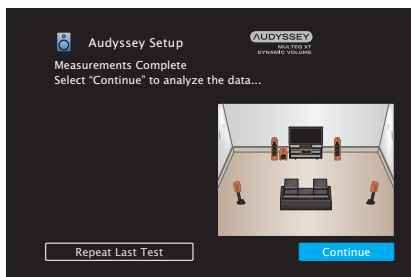 Audyssey Setup
AUDYSSEY
MULTEQ XT
DYNAMIC VOLUME
Measurements Complete
Select “Continue” to analyze the data...
Repeat Last Test
Continue